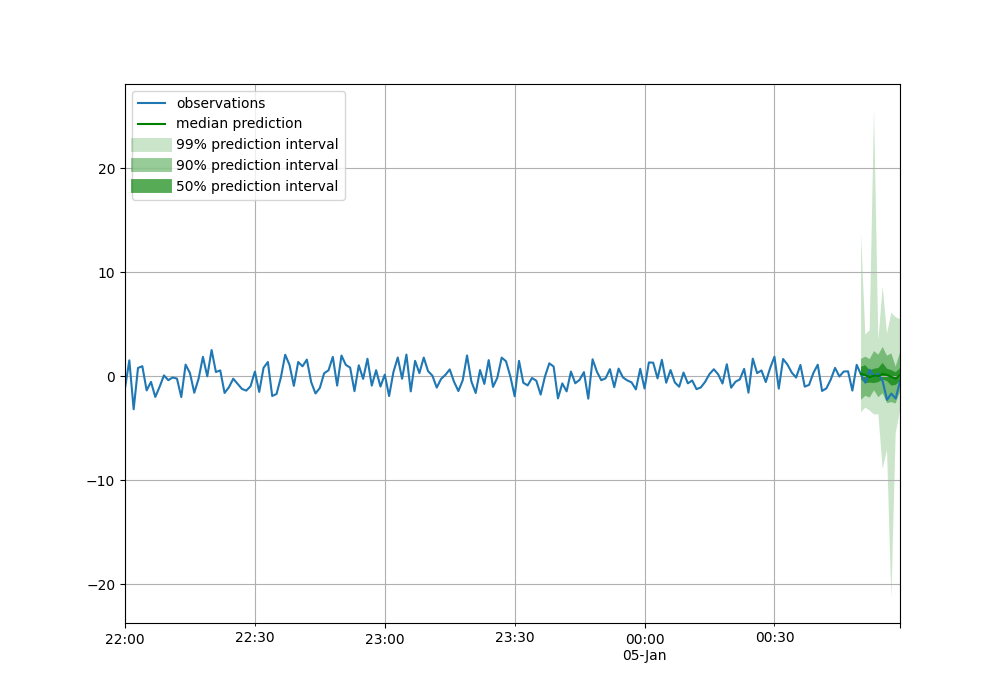 observations
median prediction
99% prediction interval
90% prediction interval
50% prediction interval
20
10
0
−10
−20
22:00 22:30 23:00 23:30 00:00 00:30
05-Jan